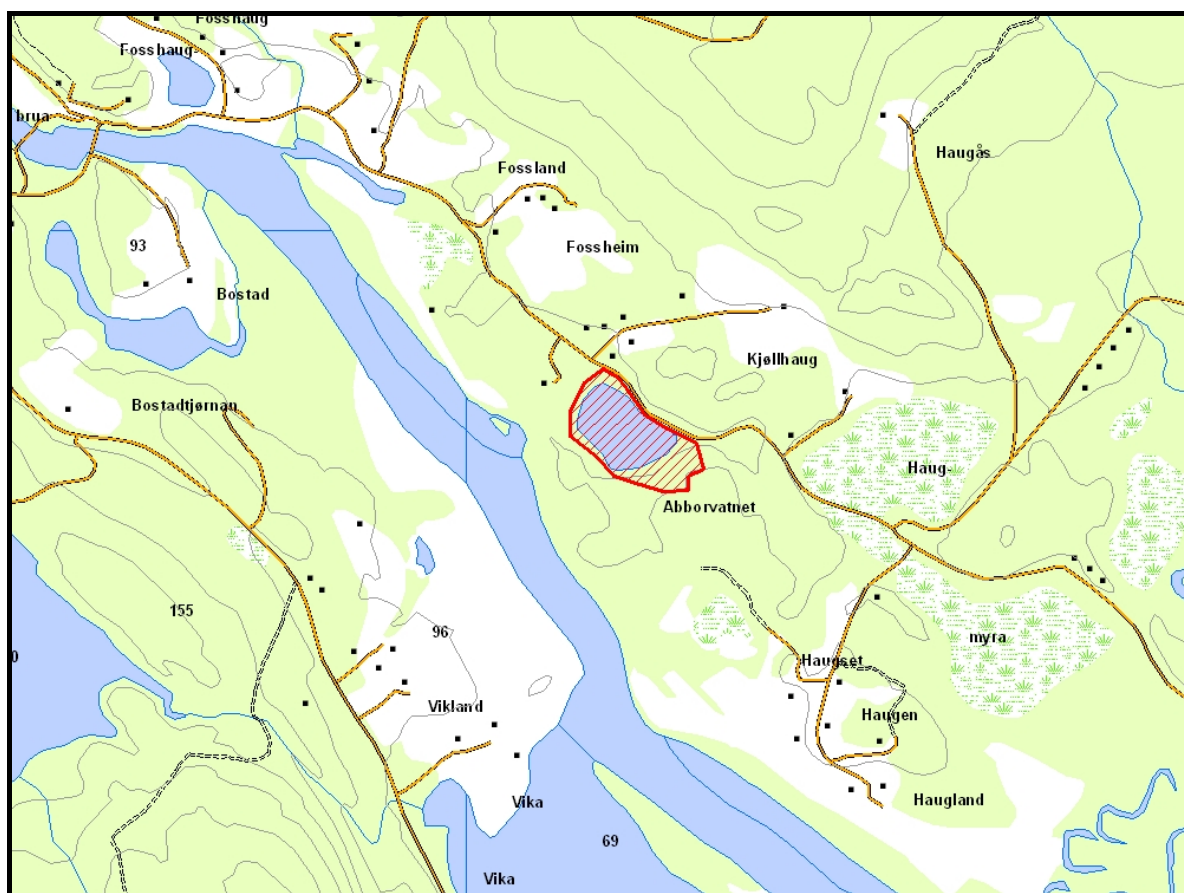 Fosshaug
Fosshaug-
brua
Haugås
Fossland
Fossheim
93
Bostad
Kjøllhaug
Bostadtjørnan
Haug-
Abborvatnet
155
96
myra
0
Haugset
Vikland
Haugen
Vika
Haugland
69
Vika